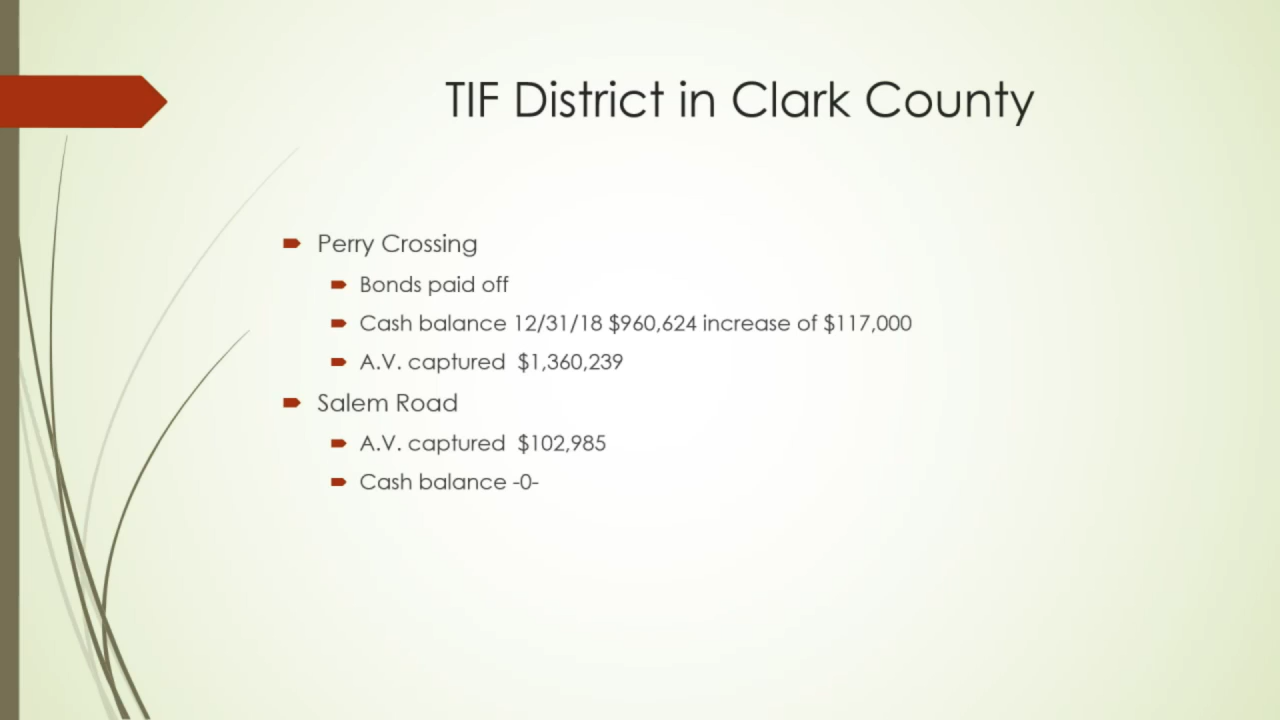 TIF District in Clark County
Perry Crossing
Bonds paid off
Cash balance 12/31/18 $960,624 increase of $117,000
A.V. captured  $1,360,239
Salem Road
A.V. captured  $102,985
Cash balance -0-